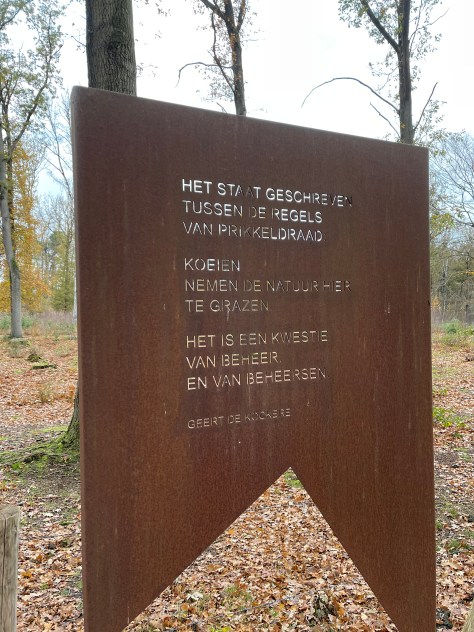 HET STAAT GESCHREVEN
TUSSEN DE REGELS
VAN PRIKKELDRAAD
KOEIEN
NEMEN DE NATUUR HIER
TE GRAZEN
HET IS EEN KWESTIE
VAN BEHEER
EN VAN BEHEERSEN
GEERT DE KOCKERE